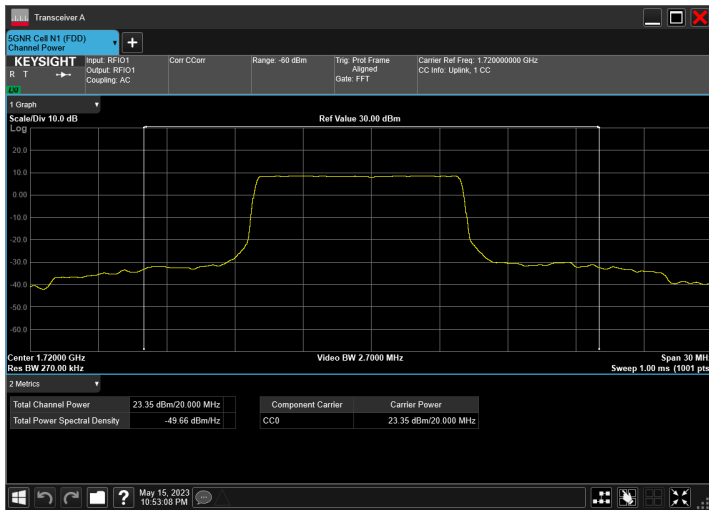 Transceiver A
5GNR Cell N1 (FDD)
Channel Power
KEYSIGHT
R T
LXI
Input: RFIO1
Output: RFIO1
Coupling: AC
Corr CCorr
Range: -60 dBm
Trig: Prot Frame
Aligned
Gate: FFT
Carrier Ref Freq: 1.720000000 GHz
CC Info: Uplink, 1 CC
1 Graph
Scale/Div 10.0 dB
Ref Value 30.00 dBm
Log
20.0
10.0
0.00
-10.0
-20.0
-30.0
-40.0
-50.0
-60.0
Center 1.72000 GHz
Video BW 2.7000 MHz
Span 30 MH
Res BW 270.00 kHz
Sweep 1.00 ms (1001 pts
2 Metrics
Total Channel Power 23.35 dBm/20.000 MHz
Total Power Spectral Density -49.66 dBm/Hz
Component Carrier Carrier Power
CC0 23.35 dBm/20.000 MHz
May 15, 2023
10:53:08 PM